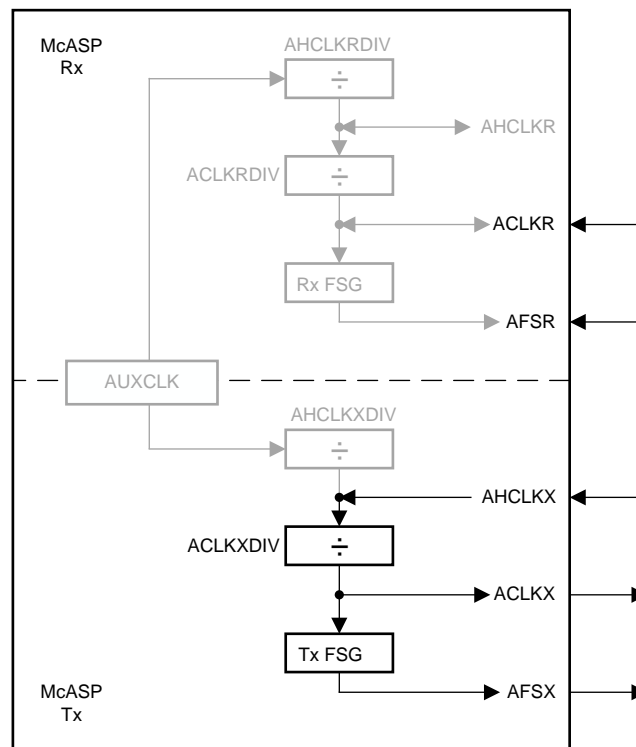 McASP
Rx
AHCLKRDIV
÷
AHCLKR
ACLKRDIV
÷
ACLKR
Rx FSG
AFSR
AUXCLK
AHCLKXDIV
÷
AHCLKX
ACLKXDIV
÷
ACLKX
Tx FSG
AFSX
McASP
Tx